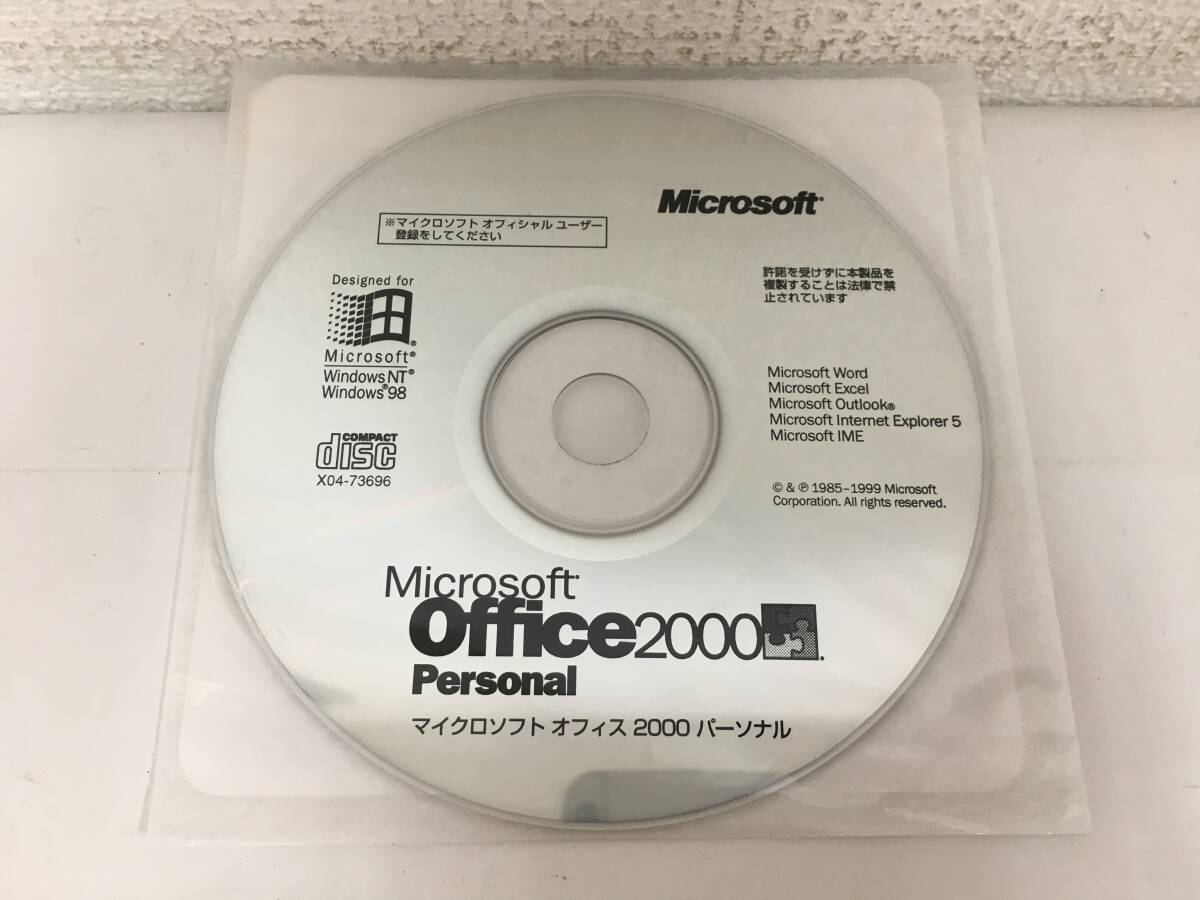 Microsoft®
※マイクロソフト オフィシャル ユーザー
登録をしてください
Designed for
Microsoft®
Windows NT®
Windows®98
COMPACT
disc
X04-73696
許諾を受けずに本製品を
複製することは法律で禁
止されています
Microsoft Word
Microsoft Excel
Microsoft Outlook®
Microsoft Internet Explorer 5
Microsoft IME
© & ℗ 1985-1999 Microsoft
Corporation. All rights reserved.
Microsoft®
Office2000
Personal
マイクロソフト オフィス 2000 パーソナル